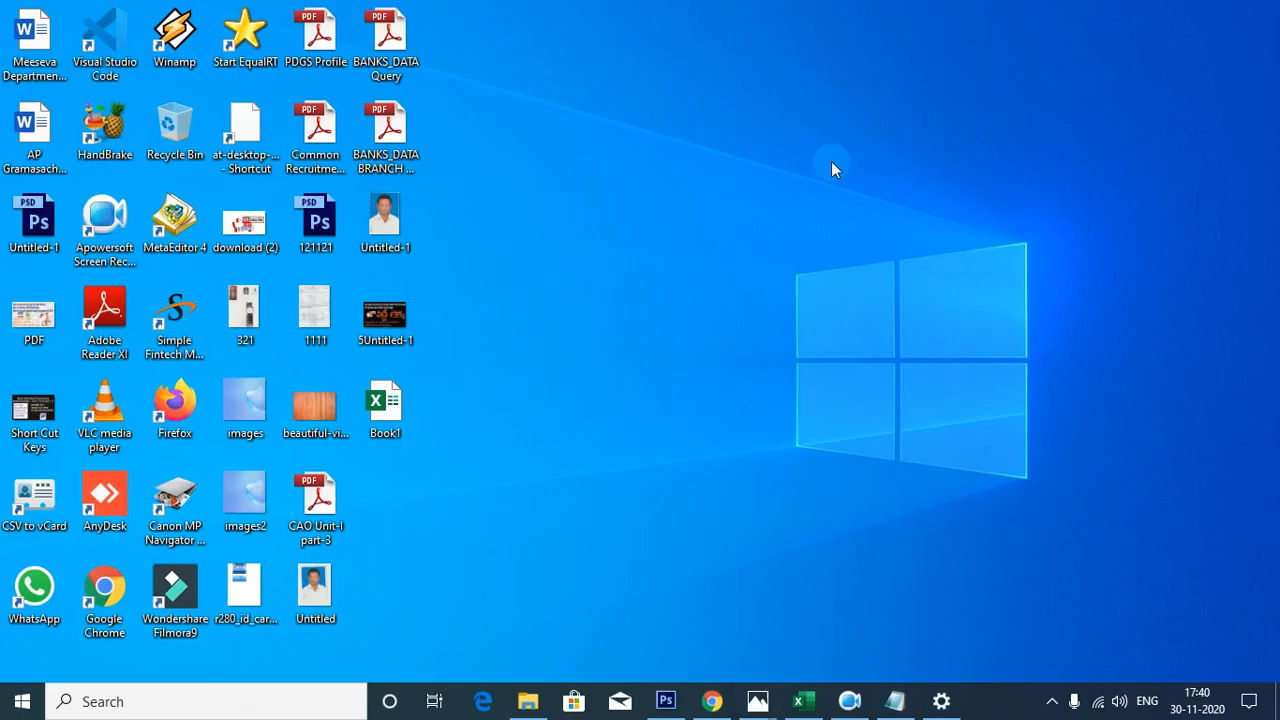 Meeseva
Departmen...
Visual Studio
Code
Winamp
Start EqualRT
PDF
PDGS Profile
PDF
BANKS_DATA
Query
AP
Gramasach...
HandBrake
Recycle Bin
at-desktop-...
- Shortcut
PDF
Common
Recruitme...
PDF
BANKS_DATA
BRANCH ...
PSD
Ps
Untitled-1
Apowersoft
Screen Rec...
MetaEditor 4
download (2)
PSD
Ps
121121
Untitled-1
PDF
Adobe
Reader XI
Simple
Fintech M...
321
1111
5Untitled-1
Short Cut
Keys
VLC media
player
Firefox
images
beautiful-vi...
Book1
CSV to vCard
AnyDesk
Canon MP
Navigator ...
images2
PDF
CAO Unit-I
part-3
WhatsApp
Google
Chrome
Wondershare
Filmora9
r280_id_car...
Untitled
Search
Ps
ENG
17:40
30-11-2020